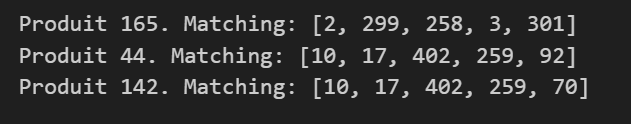 Produit 165. Matching: [2, 299, 258, 3, 301]
Produit 44. Matching: [10, 17, 402, 259, 92]
Produit 142. Matching: [10, 17, 402, 259, 70]